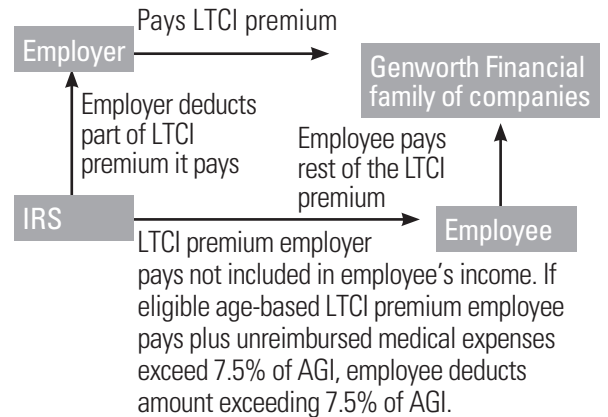 Pays LTCI premium
Employer
Genworth Financial
family of companies
Employer deducts
part of LTCI
premium it pays
Employee pays
rest of the LTCI
premium
IRS
Employee
LTCI premium employer
pays not included in employee's income. If
eligible age-based LTCI premium employee
pays plus unreimbursed medical expenses
exceed 7.5% of AGI, employee deducts
amount exceeding 7.5% of AGI.